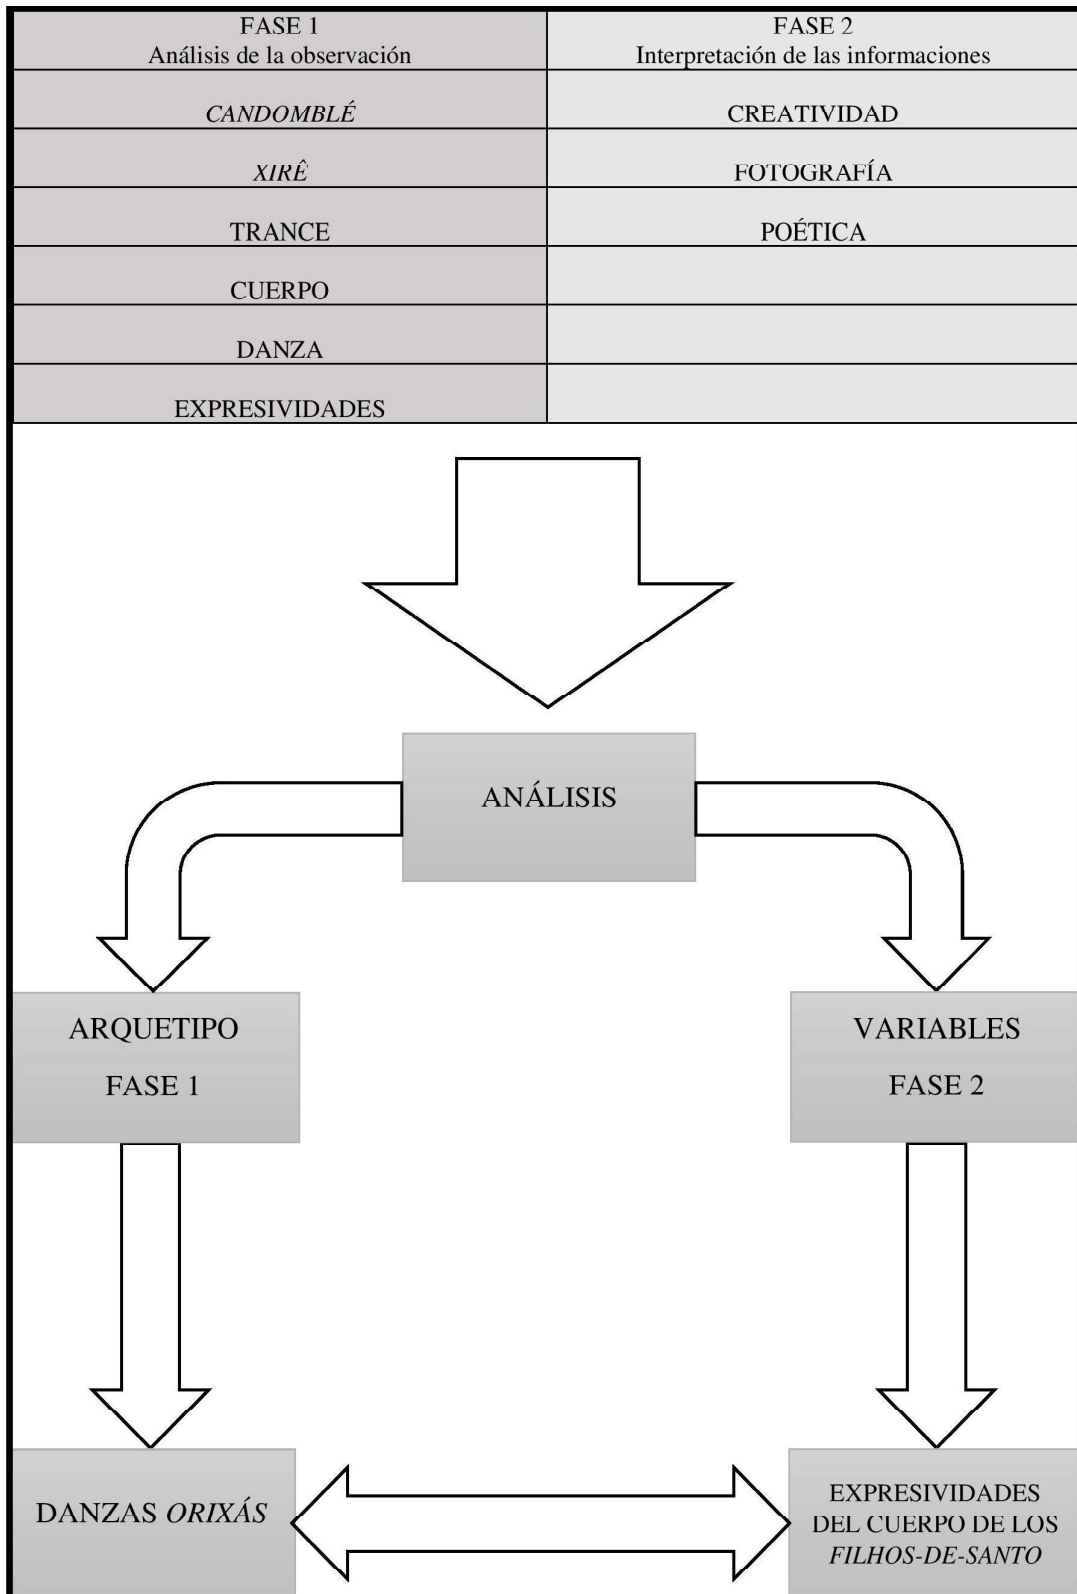 FASE 1
Análisis de la observación
FASE 2
Interpretación de las informaciones
CANDOMBLÉ
CREATIVIDAD
XIRÊ
FOTOGRAFÍA
TRANCE
POÉTICA
CUERPO
DANZA
EXPRESIVIDADES
ANÁLISIS
ARQUETIPO
FASE 1
VARIABLES
FASE 2
DANZAS ORIXÁS
EXPRESIVIDADES
DEL CUERPO DE LOS
FILHOS-DE-SANTO